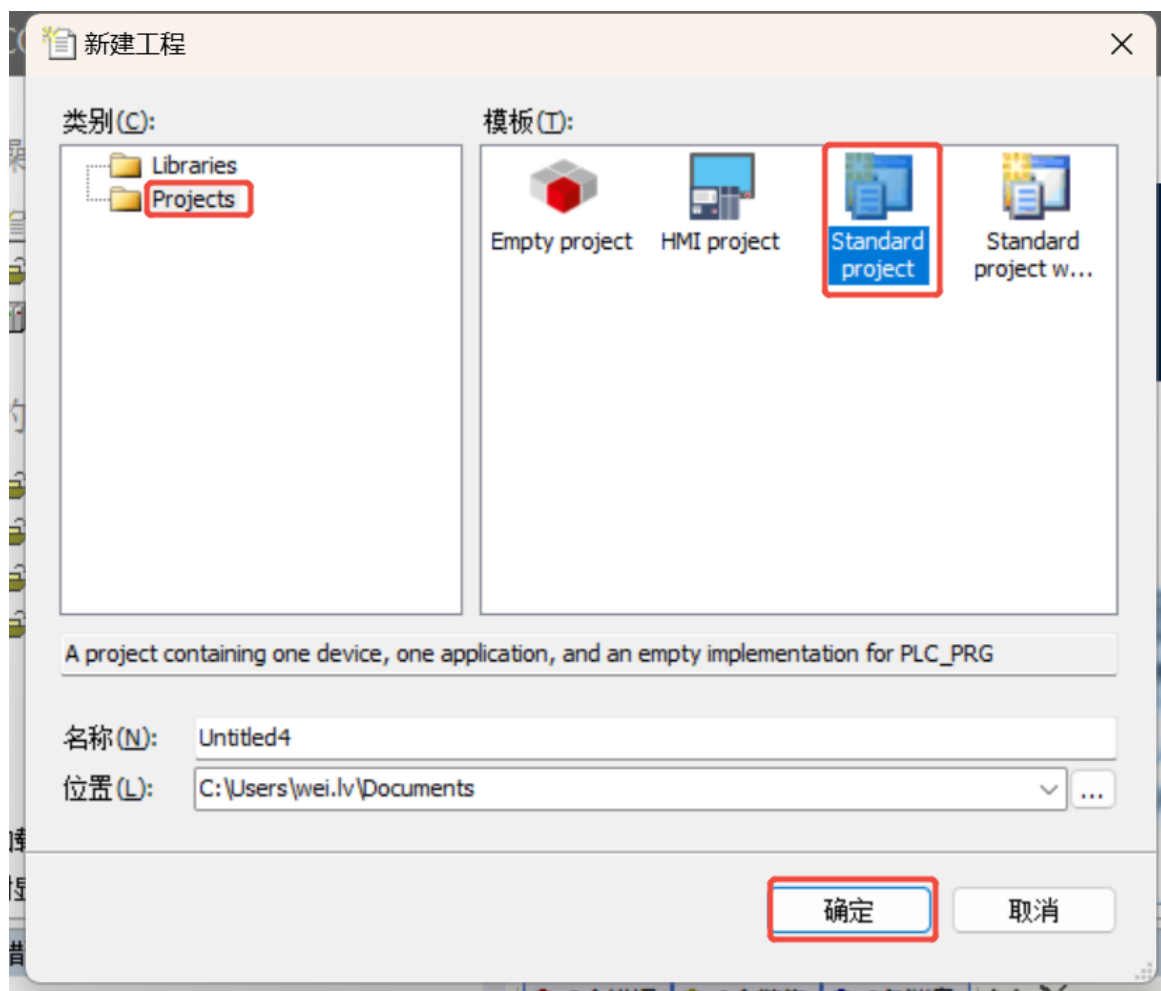 新建工程
类别(C):
模板(T):
Libraries
Projects
Empty project
HMI project
Standard
project
Standard
project w...
A project containing one device, one application, and an empty implementation for PLC_PRG
名称(N):
Untitled4
位置(L):
C:\Users\wei.lv\Documents
...
确定
取消